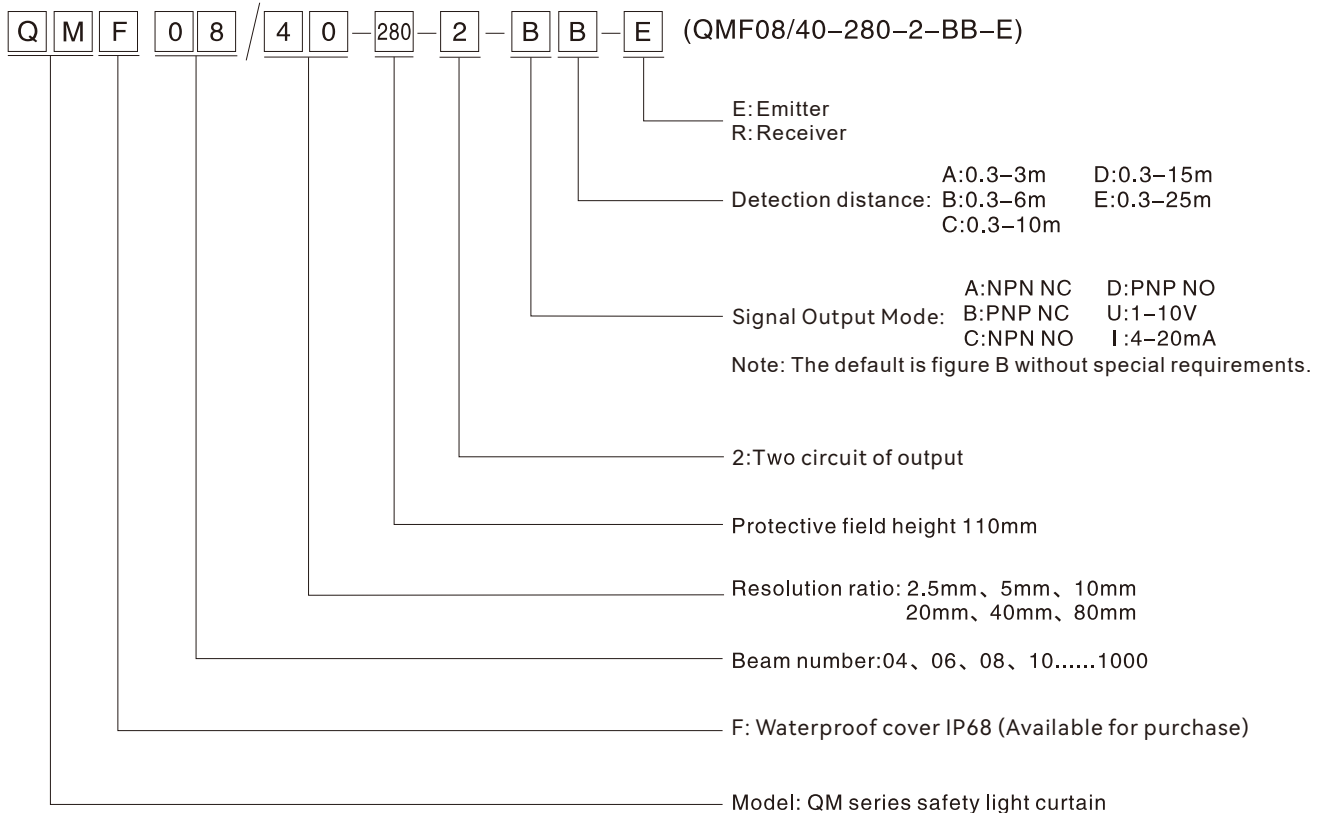 QMF 08/40-280-2-BB-E (QMF08/40-280-2-BB-E)
E:Emitter
R:Receiver
A:0.3-3m D:0.3-15m
Detection distance: B:0.3-6m E:0.3-25m
C:0.3-10m
A:NPN NC D:PNP NO
Signal Output Mode: B:PNP NC U:1-10V
C:NPN NO I:4-20mA
Note: The default is figure B without special requirements.
2:Two circuit of output
Protective field height 110mm
Resolution ratio: 2.5mm、5mm、10mm
20mm、40mm、80mm
Beam number:04、06、08、10......1000
F: Waterproof cover IP68 (Available for purchase)
Model: QM series safety light curtain